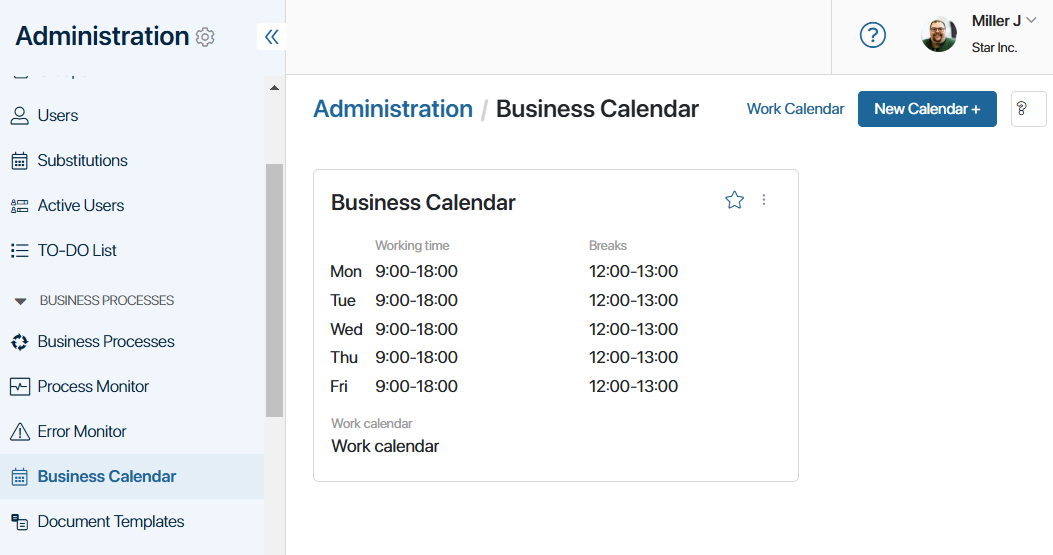 Administration
Users
Substitutions
Active Users
TO-DO List
BUSINESS PROCESSES
Business Processes
Process Monitor
Error Monitor
Business Calendar
Document Templates
?
Miller J
Star Inc.
Administration / Business Calendar
Work Calendar
New Calendar +
?
Business Calendar
Working time Breaks
Mon 9:00-18:00 12:00-13:00
Tue 9:00-18:00 12:00-13:00
Wed 9:00-18:00 12:00-13:00
Thu 9:00-18:00 12:00-13:00
Fri 9:00-18:00 12:00-13:00
Work calendar
Work calendar